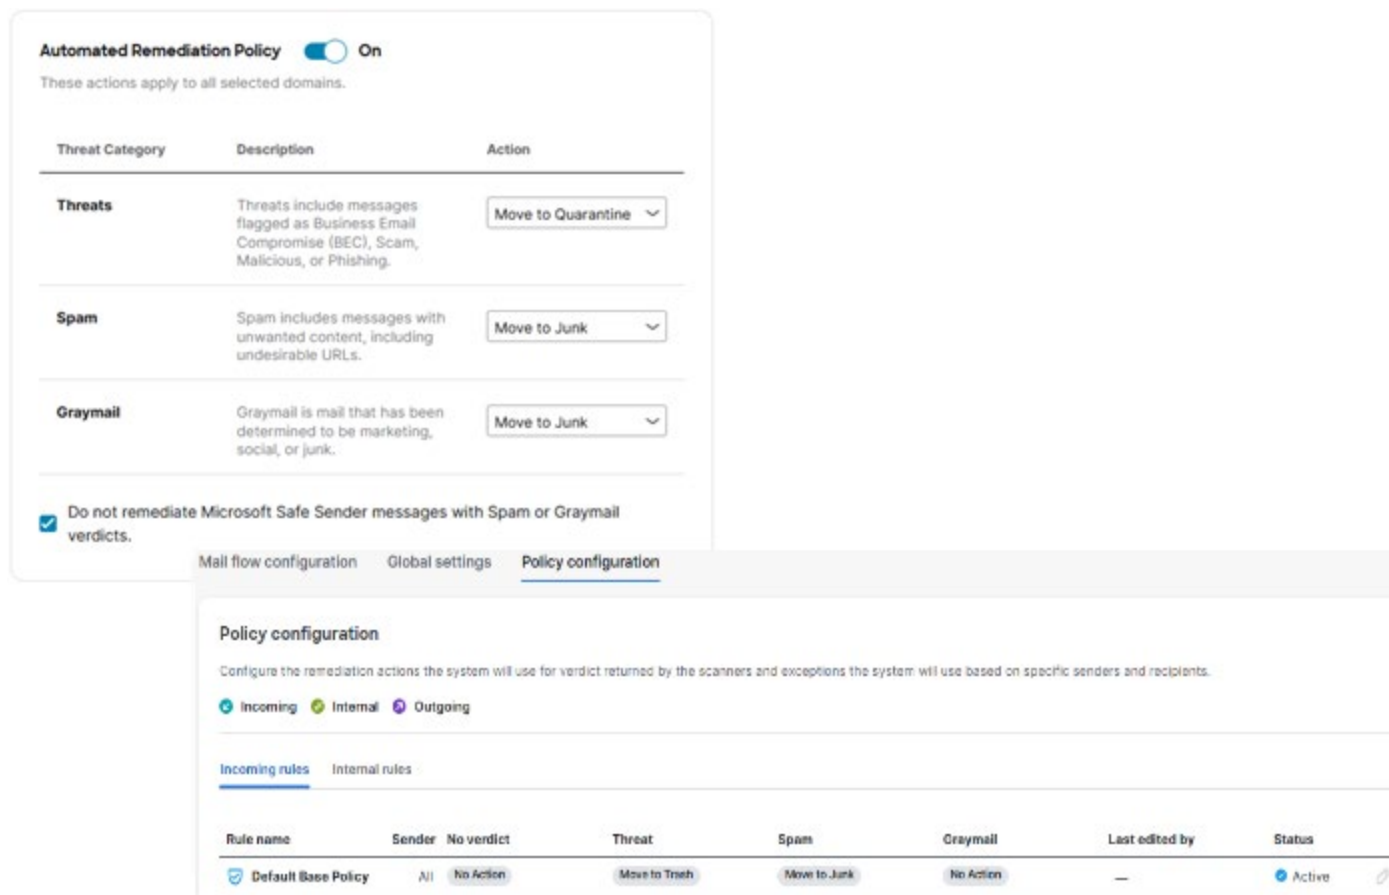 Automated Remediation Policy On
These actions apply to all selected domains.
Threat Category Description Action
Threats Threats include messages Move to Quarantine
flagged as Business Email
Compromise (BEC), Scam,
Malicious, or Phishing.
Spam Spam includes messages with Move to Junk
unwanted content, including
undesirable URLs.
Graymail Graymail is mail that has been Move to Junk
determined to be marketing,
social, or junk.
Do not remediate Microsoft Safe Sender messages with Spam or Graymail
verdicts.
Mail flow configuration Global settings Policy configuration
Policy configuration
Configure the remediation actions the system will use for verdict returned by the scanners and exceptions the system will use based on specific senders and recipients.
Incoming Internal Outgoing
Incoming rules Internal rules
Rule name Sender No verdict Threat Spam Graymail Last edited by Status
Default Base Policy All No Action Move to Trash Move to Junk No Action — Active